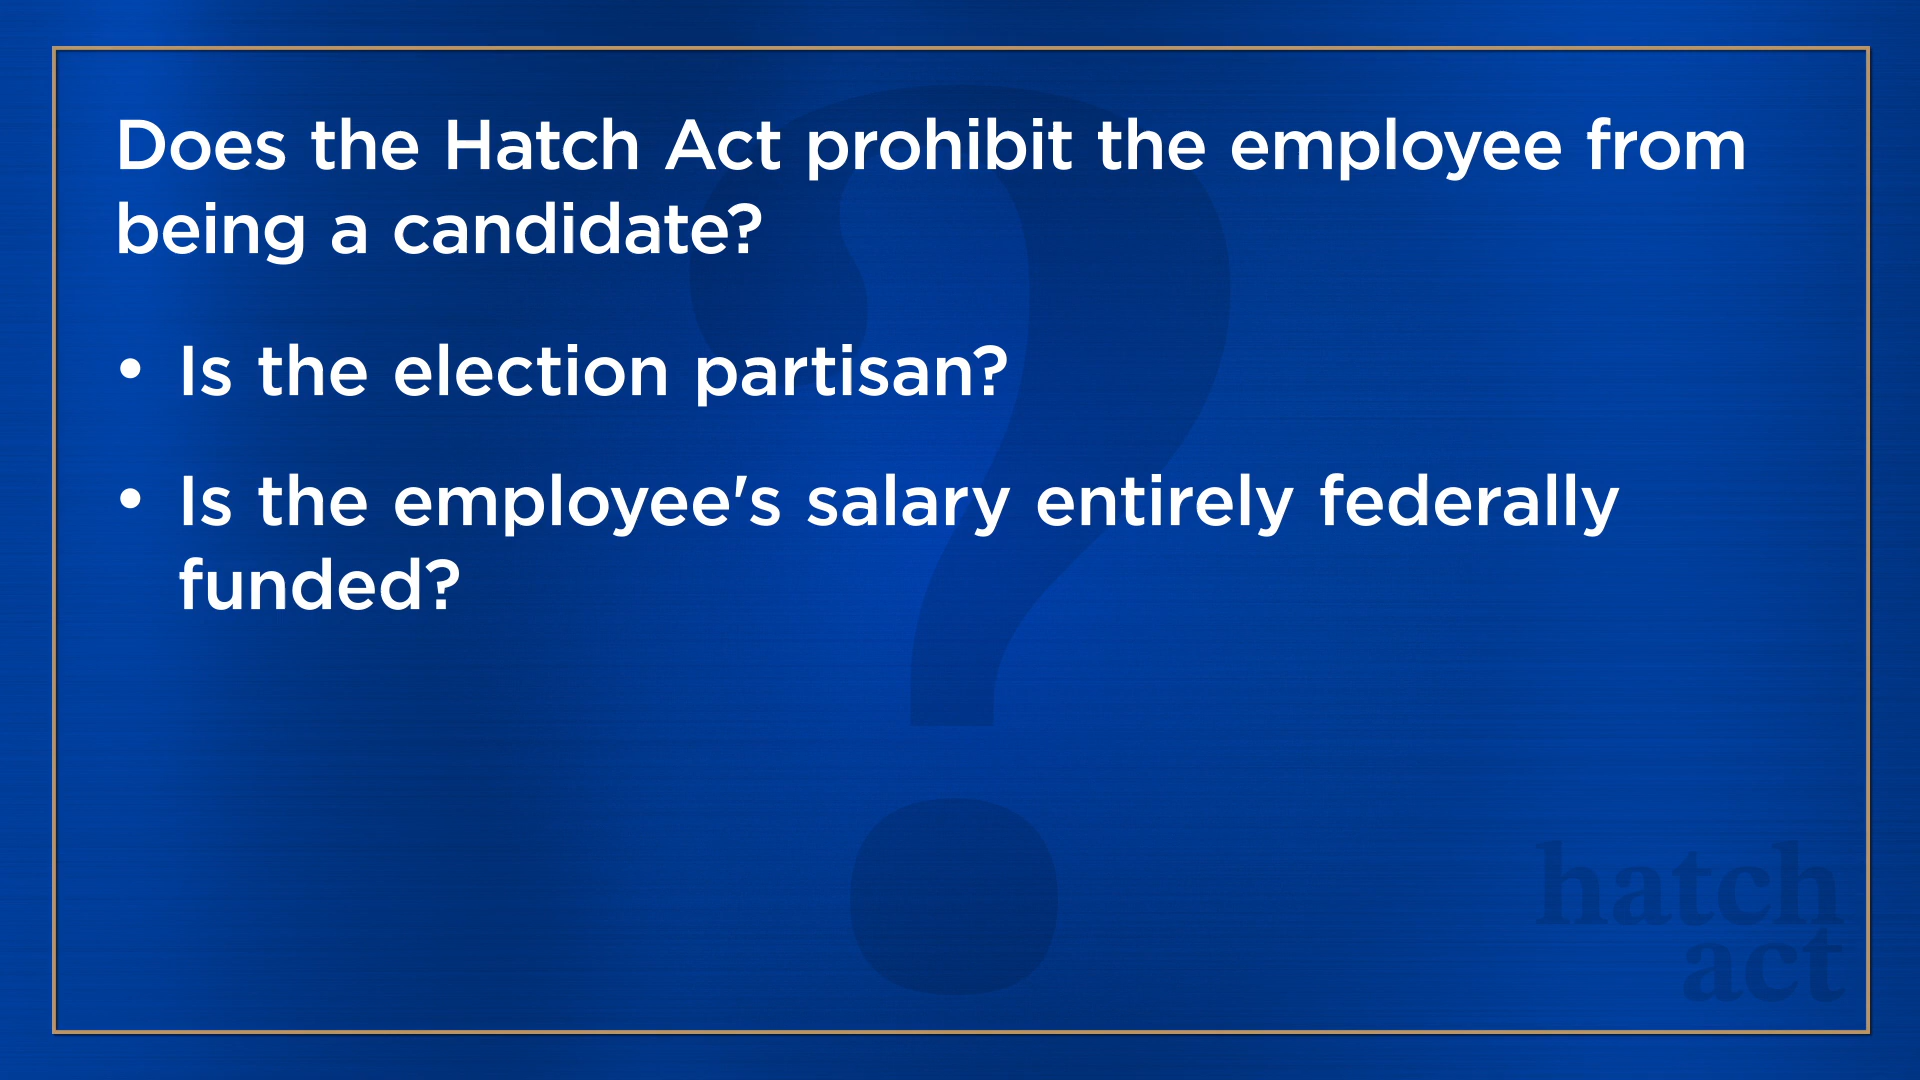 Does the Hatch Act prohibit the employee from
being a candidate?
• Is the election partisan?
• Is the employee's salary entirely federally
funded?
hatch
act